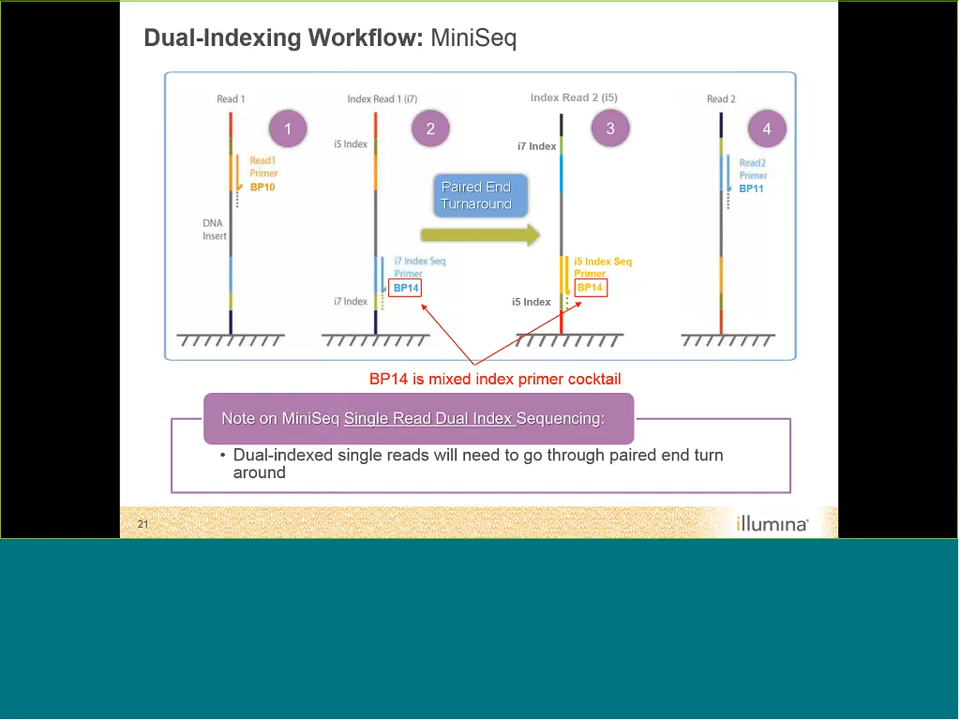 Dual-Indexing Workflow: MiniSeq
Read 1
Index Read 1 (i7)
Index Read 2 (i5)
Read 2
1
2
3
4
i5 Index
i7 Index
Read1
Primer
BP10
Read2
Primer
BP11
Paired End
Turnaround
DNA
Insert
i7 Index Seq
Primer
BP14
i5 Index Seq
Primer
BP14
i7 Index
i5 Index
BP14 is mixed index primer cocktail
Note on MiniSeq Single Read Dual Index Sequencing:
• Dual-indexed single reads will need to go through paired end turn
around
21
illumina®